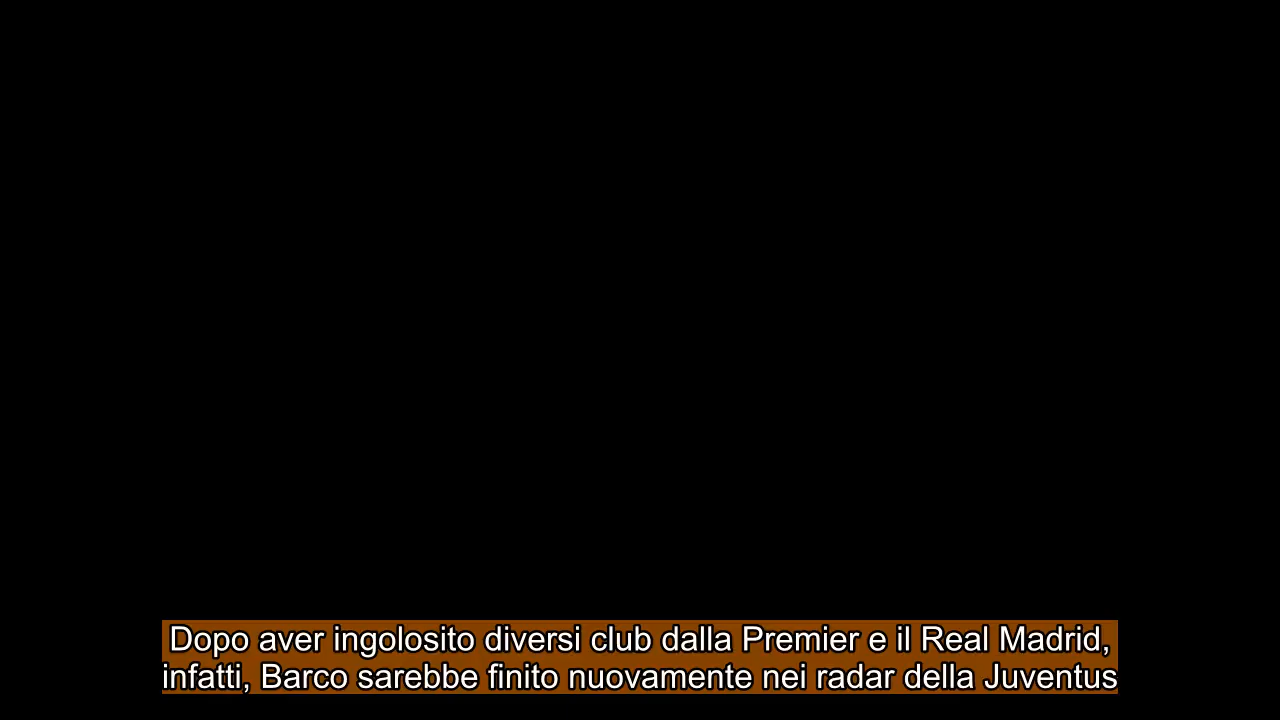 Dopo aver ingolosito diversi club dalla Premier e il Real Madrid,
infatti, Barco sarebbe finito nuovamente nei radar della Juventus